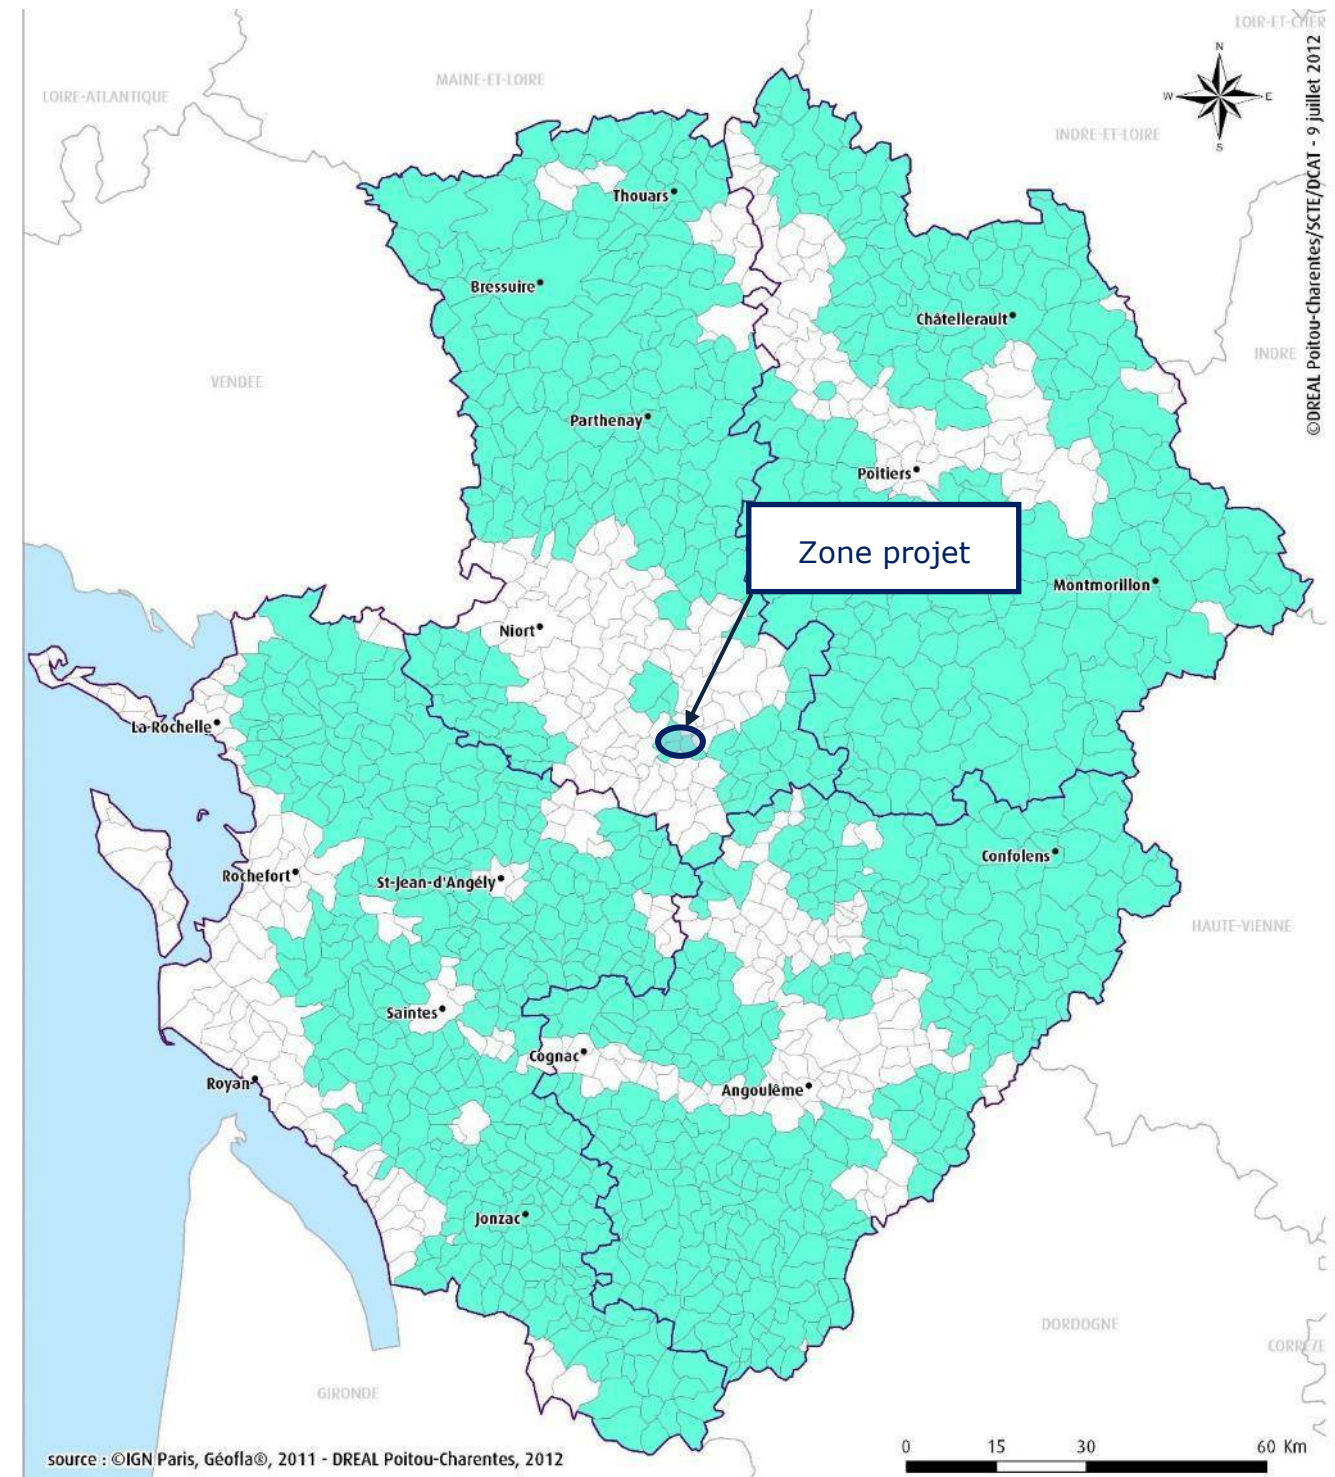 LOIR-ET-CHER
MAINE-ET-LOIRE
LOIRE-ATLANTIQUE
N
W
E
S
INDRE-ET-LOIRE
©DREAL Poitou-Charentes/SCTE/DCAT - 9 juillet 2012
Thouars
Bressuire
Châtellerault
INDRE
VENDEE
Parthenay
Poitiers
Zone projet
Montmorillon
Niort
La-Rochelle
Confolens
Rochefort
St-Jean-d'Angély
HAUTE-VIENNE
Saintes
Cognac
Royan
Angoulême
Jonzac
DORDOGNE
CORREZE
GIRONDE
0 15 30 60 Km
source : ©IGN Paris, Géofla®, 2011 - DREAL Poitou-Charentes, 2012